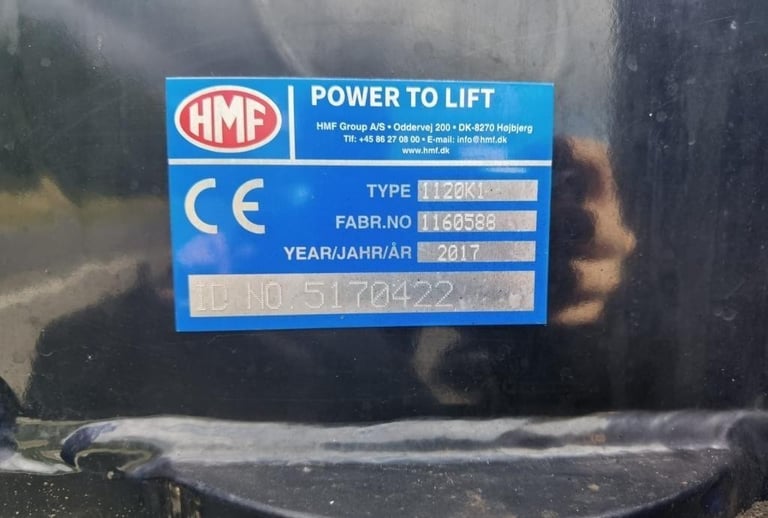 HMF
POWER TO LIFT
HMF Group A/S • Oddervej 200 • DK-8270 Højbjerg
Tlf: +45 86 27 08 00 • E-mail: info@hmf.dk
www.hmf.dk
CE
TYPE 1120K1
FABR.NO 1160588
YEAR/JAHR/ÅR 2017
ID NO.5170422